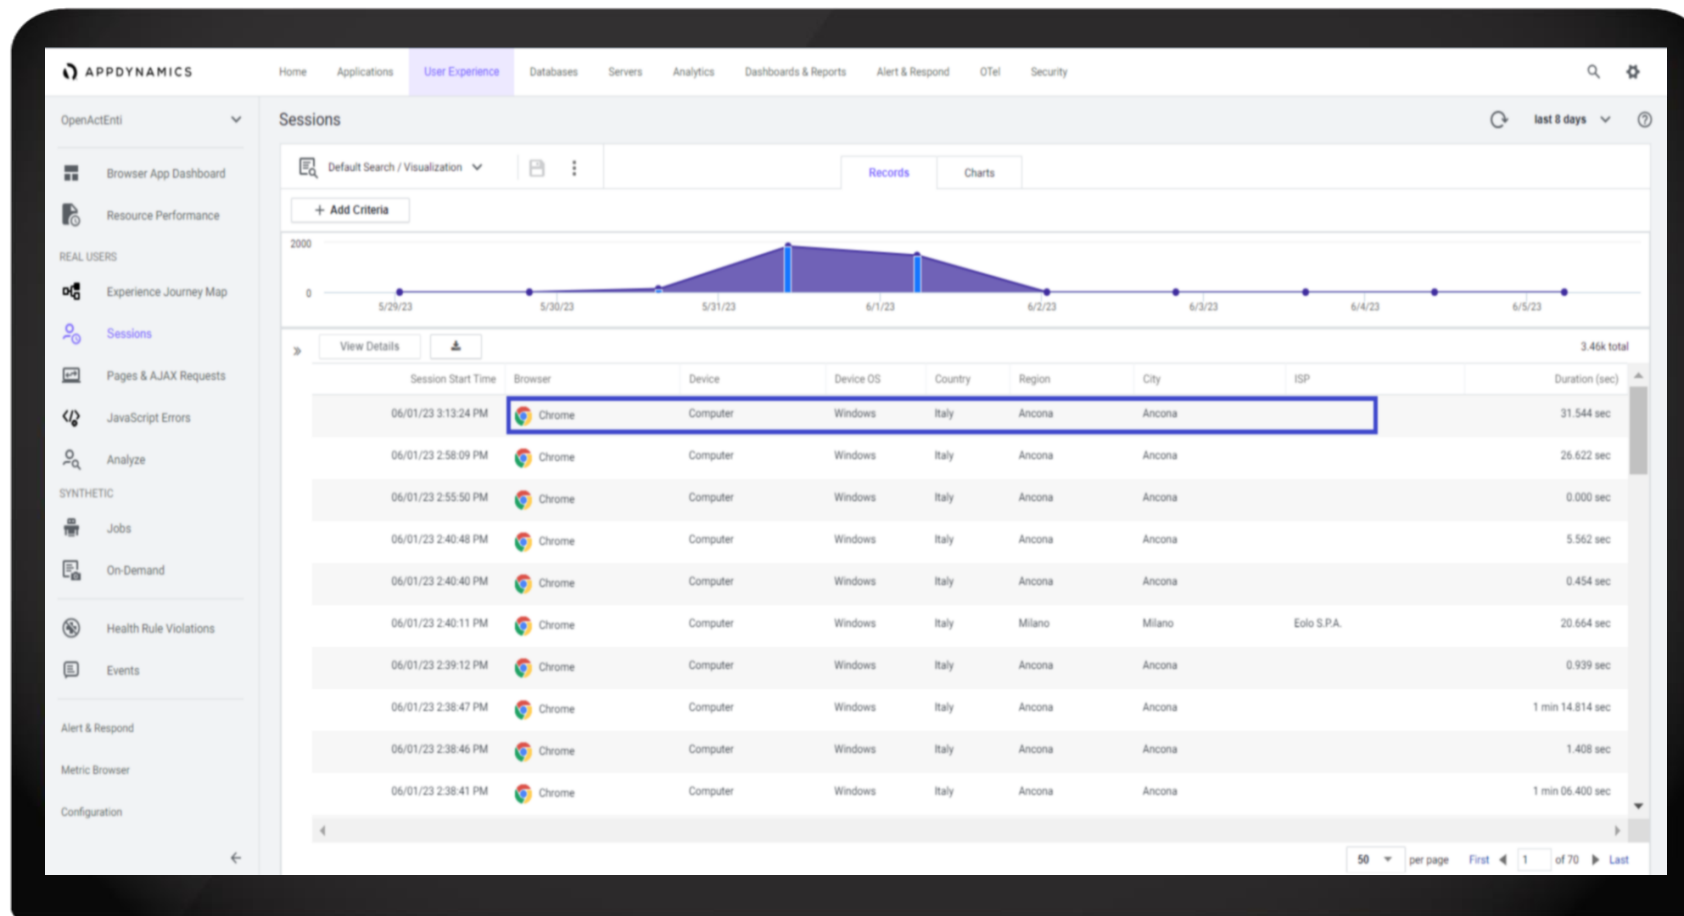 APPDYNAMICS
Home Applications User Experience Databases Servers Analytics Dashboards & Reports Alert & Respond OTel Security
OpenActEnti
Sessions
last 8 days
Browser App Dashboard
Resource Performance
REAL USERS
Experience Journey Map
Sessions
Pages & AJAX Requests
JavaScript Errors
Analyze
SYNTHETIC
Jobs
On-Demand
Health Rule Violations
Events
Alert & Respond
Metric Browser
Configuration
Default Search / Visualization
Records Charts
+ Add Criteria
2000
0
5/29/23 5/30/23 5/31/23 6/1/23 6/2/23 6/3/23 6/4/23 6/5/23
View Details
3.46k total
Session Start Time Browser Device Device OS Country Region City ISP Duration (sec)
06/01/23 3:13:24 PM Chrome Computer Windows Italy Ancona Ancona 31.544 sec
06/01/23 2:58:09 PM Chrome Computer Windows Italy Ancona Ancona 26.622 sec
06/01/23 2:55:50 PM Chrome Computer Windows Italy Ancona Ancona 0.000 sec
06/01/23 2:40:48 PM Chrome Computer Windows Italy Ancona Ancona 5.562 sec
06/01/23 2:40:40 PM Chrome Computer Windows Italy Ancona Ancona 0.454 sec
06/01/23 2:40:11 PM Chrome Computer Windows Italy Milano Milano Eolo S.P.A. 20.664 sec
06/01/23 2:39:12 PM Chrome Computer Windows Italy Ancona Ancona 0.939 sec
06/01/23 2:38:47 PM Chrome Computer Windows Italy Ancona Ancona 1 min 14.814 sec
06/01/23 2:38:46 PM Chrome Computer Windows Italy Ancona Ancona 1.408 sec
06/01/23 2:38:41 PM Chrome Computer Windows Italy Ancona Ancona 1 min 06.400 sec
50 per page First 1 of 70 Last